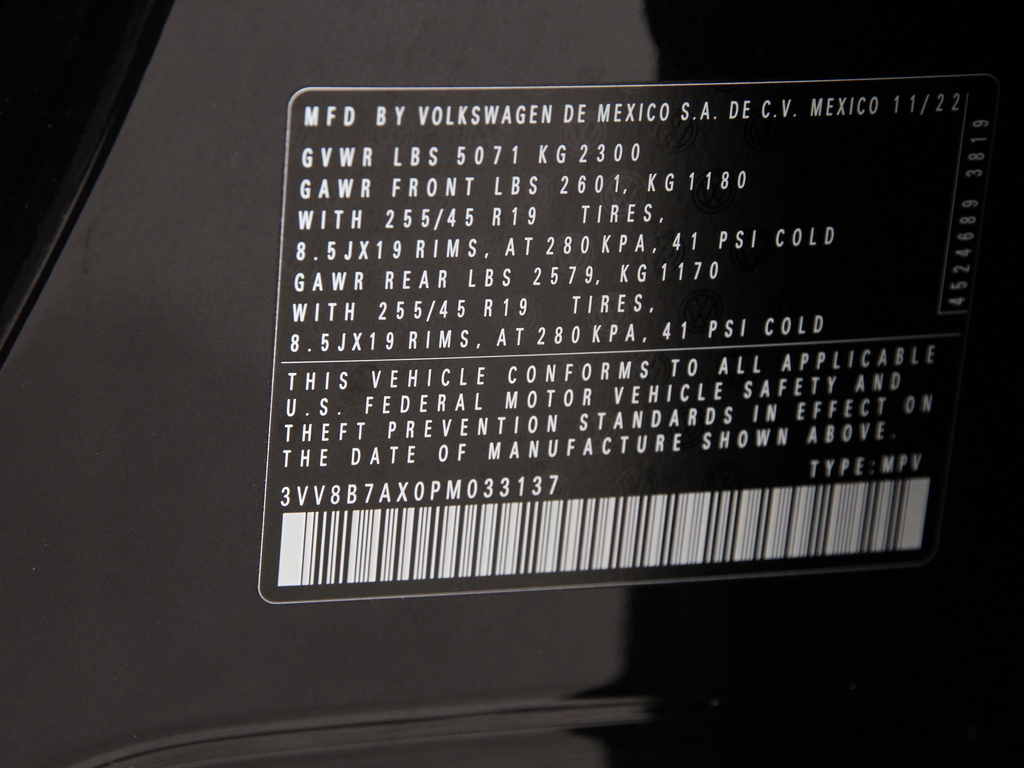 MFD BY VOLKSWAGEN DE MEXICO S.A. DE C.V. MEXICO 11/22
GVWR LBS 5071 KG 2300
GAWR FRONT LBS 2601, KG 1180
WITH 255/45 R19 TIRES,
8.5JX19 RIMS, AT 280 KPA, 41 PSI COLD
GAWR REAR LBS 2579, KG 1170
WITH 255/45 R19 TIRES,
8.5JX19 RIMS, AT 280 KPA, 41 PSI COLD
4524689 3819
THIS VEHICLE CONFORMS TO ALL APPLICABLE
U.S. FEDERAL MOTOR VEHICLE SAFETY AND
THEFT PREVENTION STANDARDS IN EFFECT ON
THE DATE OF MANUFACTURE SHOWN ABOVE.
TYPE: MPV
3VV8B7AX0PM033137